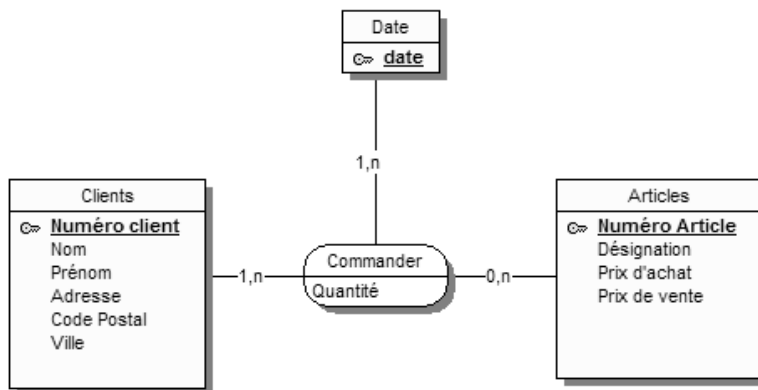 Date
date
1,n
Clients
Numéro client
Nom
Prénom
Adresse
Code Postal
Ville
1,n
Commander
Quantité
0,n
Articles
Numéro Article
Désignation
Prix d'achat
Prix de vente